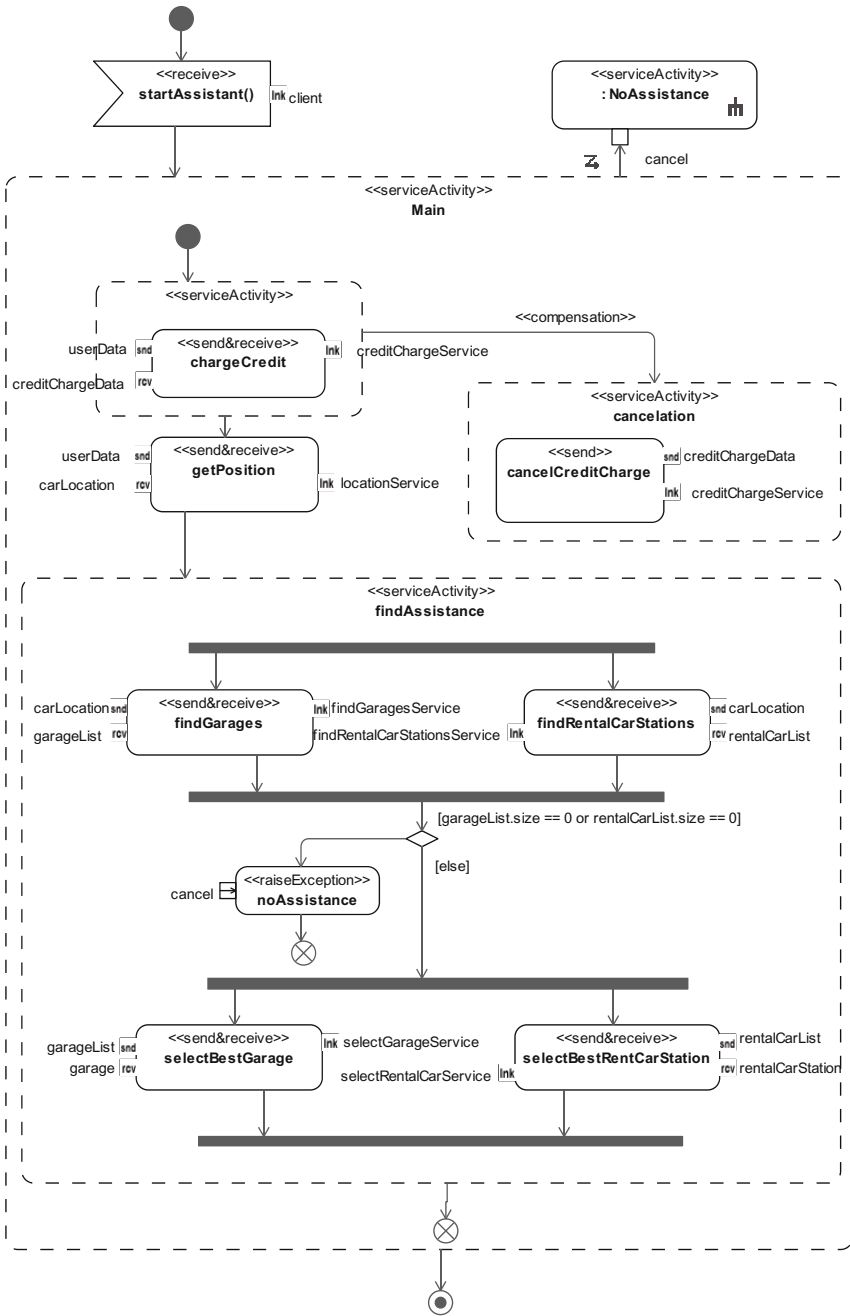 <<receive>>
startAssistant()
lnk client
<<serviceActivity>>
: NoAssistance
cancel
<<serviceActivity>>
Main
<<serviceActivity>>
<<compensation>>
userData snd
<<send&receive>>
chargeCredit
lnk creditChargeService
creditChargeData rcv
<<serviceActivity>>
cancelation
<<send>>
cancelCreditCharge
snd creditChargeData
lnk creditChargeService
userData snd
<<send&receive>>
getPosition
carLocation rcv
lnk locationService
<<serviceActivity>>
findAssistance
carLocation snd
<<send&receive>>
findGarages
lnk findGaragesService
garageList rcv
findRentalCarStationsService lnk
<<send&receive>>
findRentalCarStations
snd carLocation
rcv rentalCarList
[garageList.size == 0 or rentalCarList.size == 0]
[else]
cancel
<<raiseException>>
noAssistance
garageList snd
<<send&receive>>
selectBestGarage
lnk selectGarageService
garage rcv
selectRentalCarService lnk
<<send&receive>>
selectBestRentCarStation
snd rentalCarList
rcv rentalCarStation